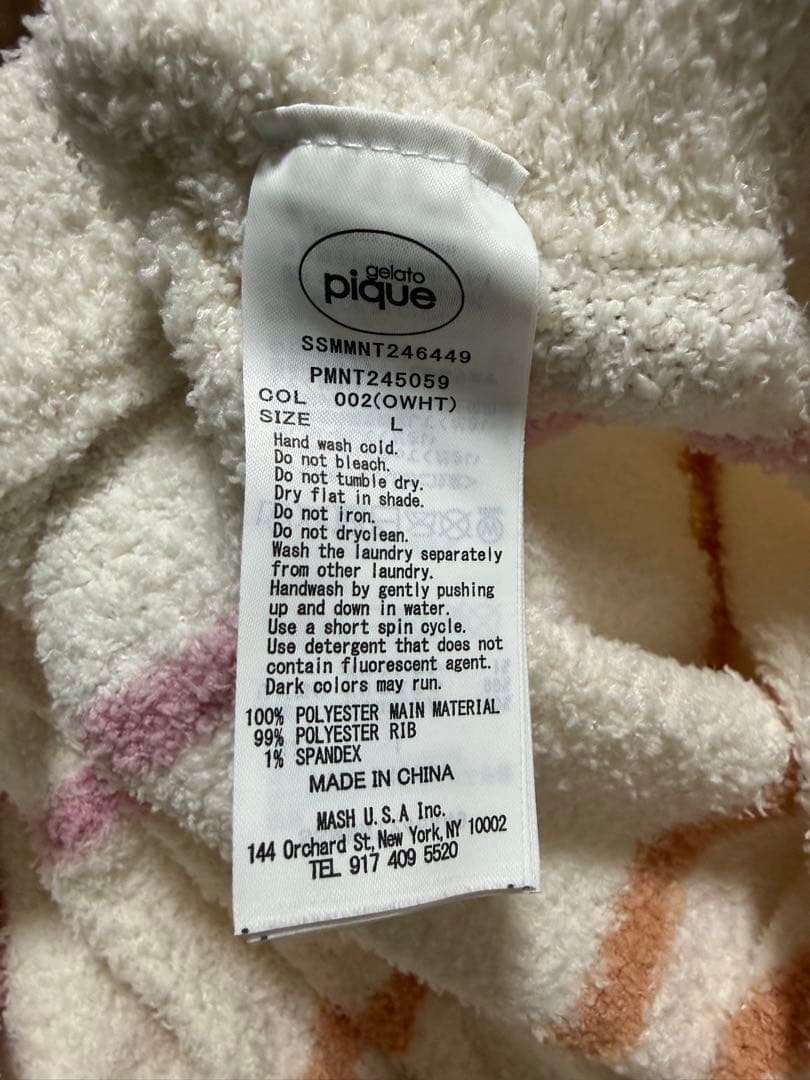 gelato
pique
SSMMNT246449
PMNT245059
COL 002(OWHT)
SIZE L
Hand wash cold.
Do not bleach.
Do not tumble dry.
Dry flat in shade.
Do not iron.
Do not dryclean.
Wash the laundry separately
from other laundry.
Handwash by gently pushing
up and down in water.
Use a short spin cycle.
Use detergent that does not
contain fluorescent agent.
Dark colors may run.
100% POLYESTER MAIN MATERIAL
99% POLYESTER RIB
1% SPANDEX
MADE IN CHINA
MASH U.S.A Inc.
144 Orchard St,New York,NY 10002
TEL 917 409 5520